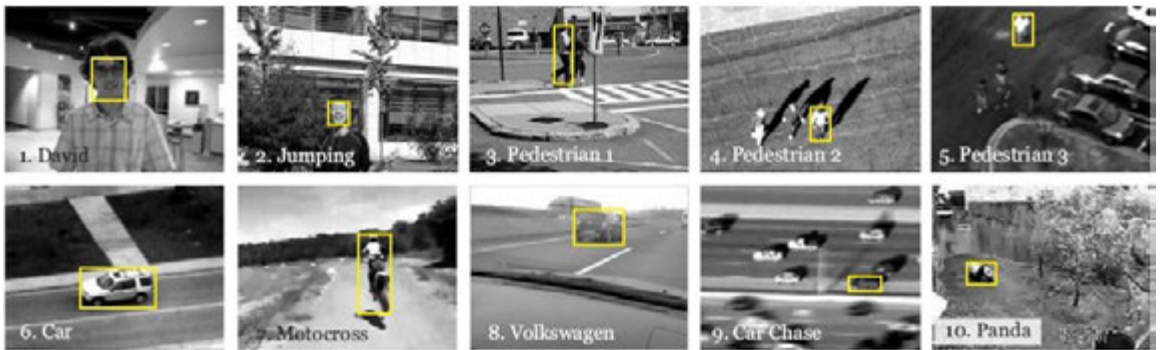 1. David
2. Jumping
3. Pedestrian 1
4. Pedestrian 2
5. Pedestrian 3
6. Car
7. Motocross
8. Volkswagen
9. Car Chase
10. Panda